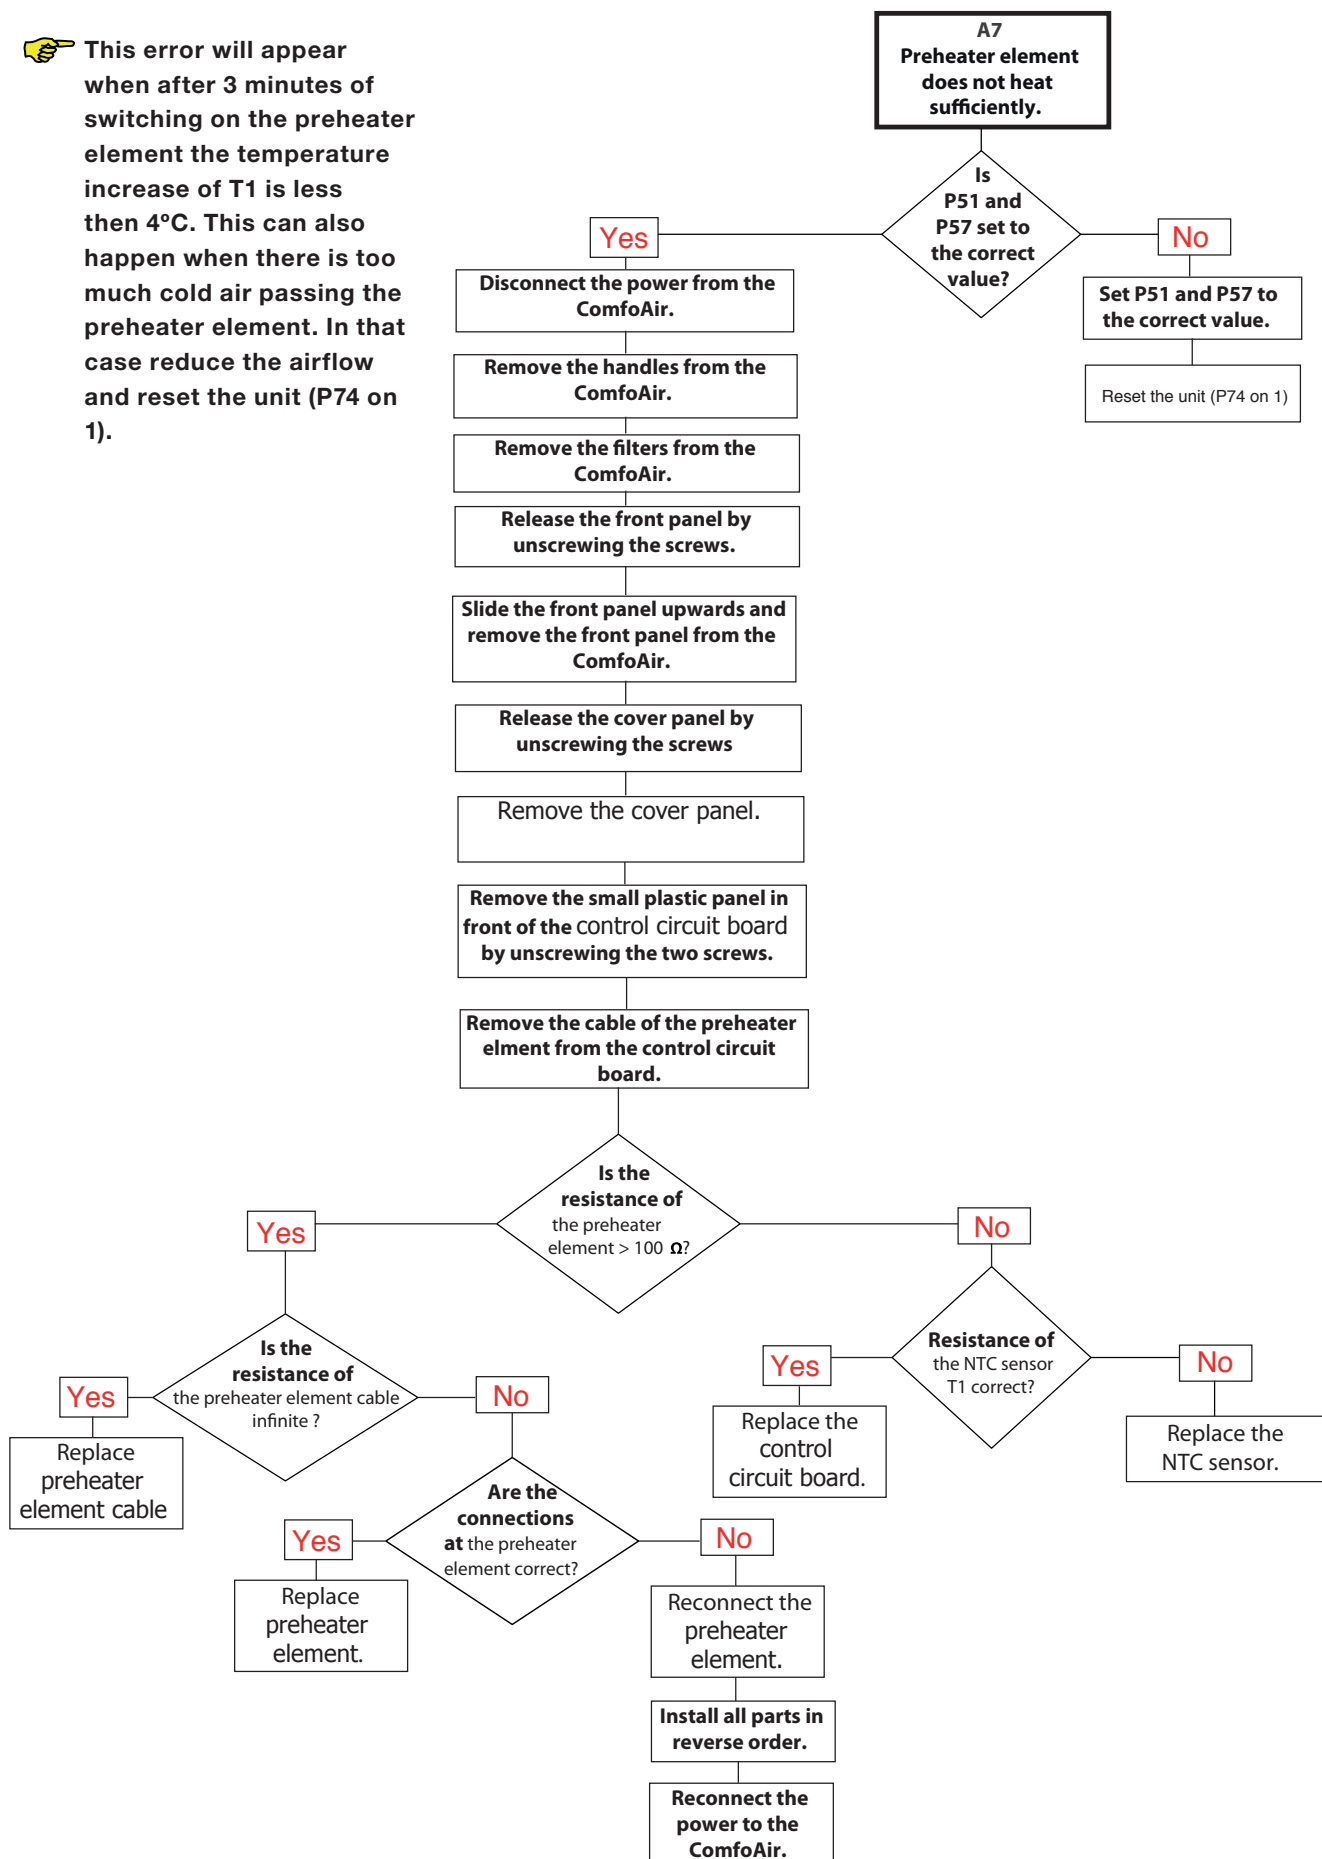 This error will appear
when after 3 minutes of
switching on the preheater
element the temperature
increase of T1 is less
then 4ºC. This can also
happen when there is too
much cold air passing the
preheater element. In that
case reduce the airflow
and reset the unit (P74 on
1).
A7
Preheater element
does not heat
sufficiently.
Is
P51 and
P57 set to
the correct
value?
Yes
No
Set P51 and P57 to
the correct value.
Reset the unit (P74 on 1)
Disconnect the power from the
ComfoAir.
Remove the handles from the
ComfoAir.
Remove the filters from the
ComfoAir.
Release the front panel by
unscrewing the screws.
Slide the front panel upwards and
remove the front panel from the
ComfoAir.
Release the cover panel by
unscrewing the screws
Remove the cover panel.
Remove the small plastic panel in
front of the control circuit board
by unscrewing the two screws.
Remove the cable of the preheater
elment from the control circuit
board.
Is the
resistance of
the preheater
element > 100 Ω?
Yes
No
Is the
resistance of
the preheater element cable
infinite ?
Yes
No
Replace
preheater
element cable
Are the
connections
at the preheater
element correct?
Yes
No
Replace
preheater
element.
Reconnect the
preheater
element.
Install all parts in
reverse order.
Reconnect the
power to the
ComfoAir.
Resistance of
the NTC sensor
T1 correct?
Yes
No
Replace the
control
circuit board.
Replace the
NTC sensor.